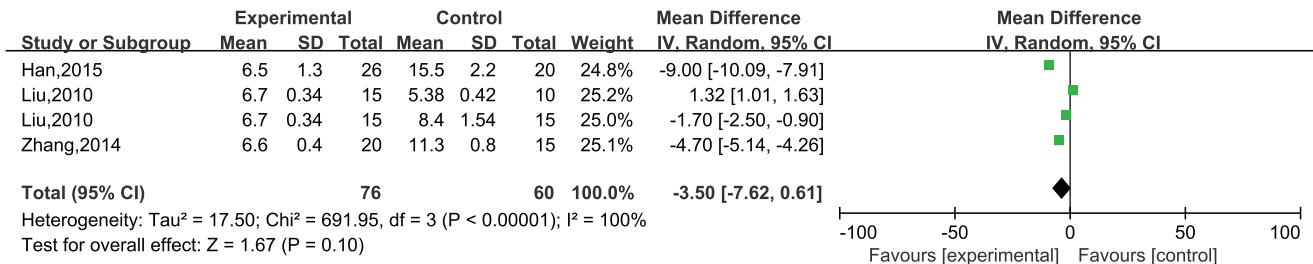 Experimental Control Mean Difference Mean Difference
Study or Subgroup Mean SD Total Mean SD Total Weight IV, Random, 95% CI IV, Random, 95% CI
Han,2015 6.5 1.3 26 15.5 2.2 20 24.8% -9.00 [-10.09, -7.91]
Liu,2010 6.7 0.34 15 5.38 0.42 10 25.2% 1.32 [1.01, 1.63]
Liu,2010 6.7 0.34 15 8.4 1.54 15 25.0% -1.70 [-2.50, -0.90]
Zhang,2014 6.6 0.4 20 11.3 0.8 15 25.1% -4.70 [-5.14, -4.26]
Total (95% CI) 76 60 100.0% -3.50 [-7.62, 0.61]
Heterogeneity: Tau² = 17.50; Chi² = 691.95, df = 3 (P < 0.00001); I² = 100%
Test for overall effect: Z = 1.67 (P = 0.10)
-100 -50 0 50 100
Favours [experimental] Favours [control]